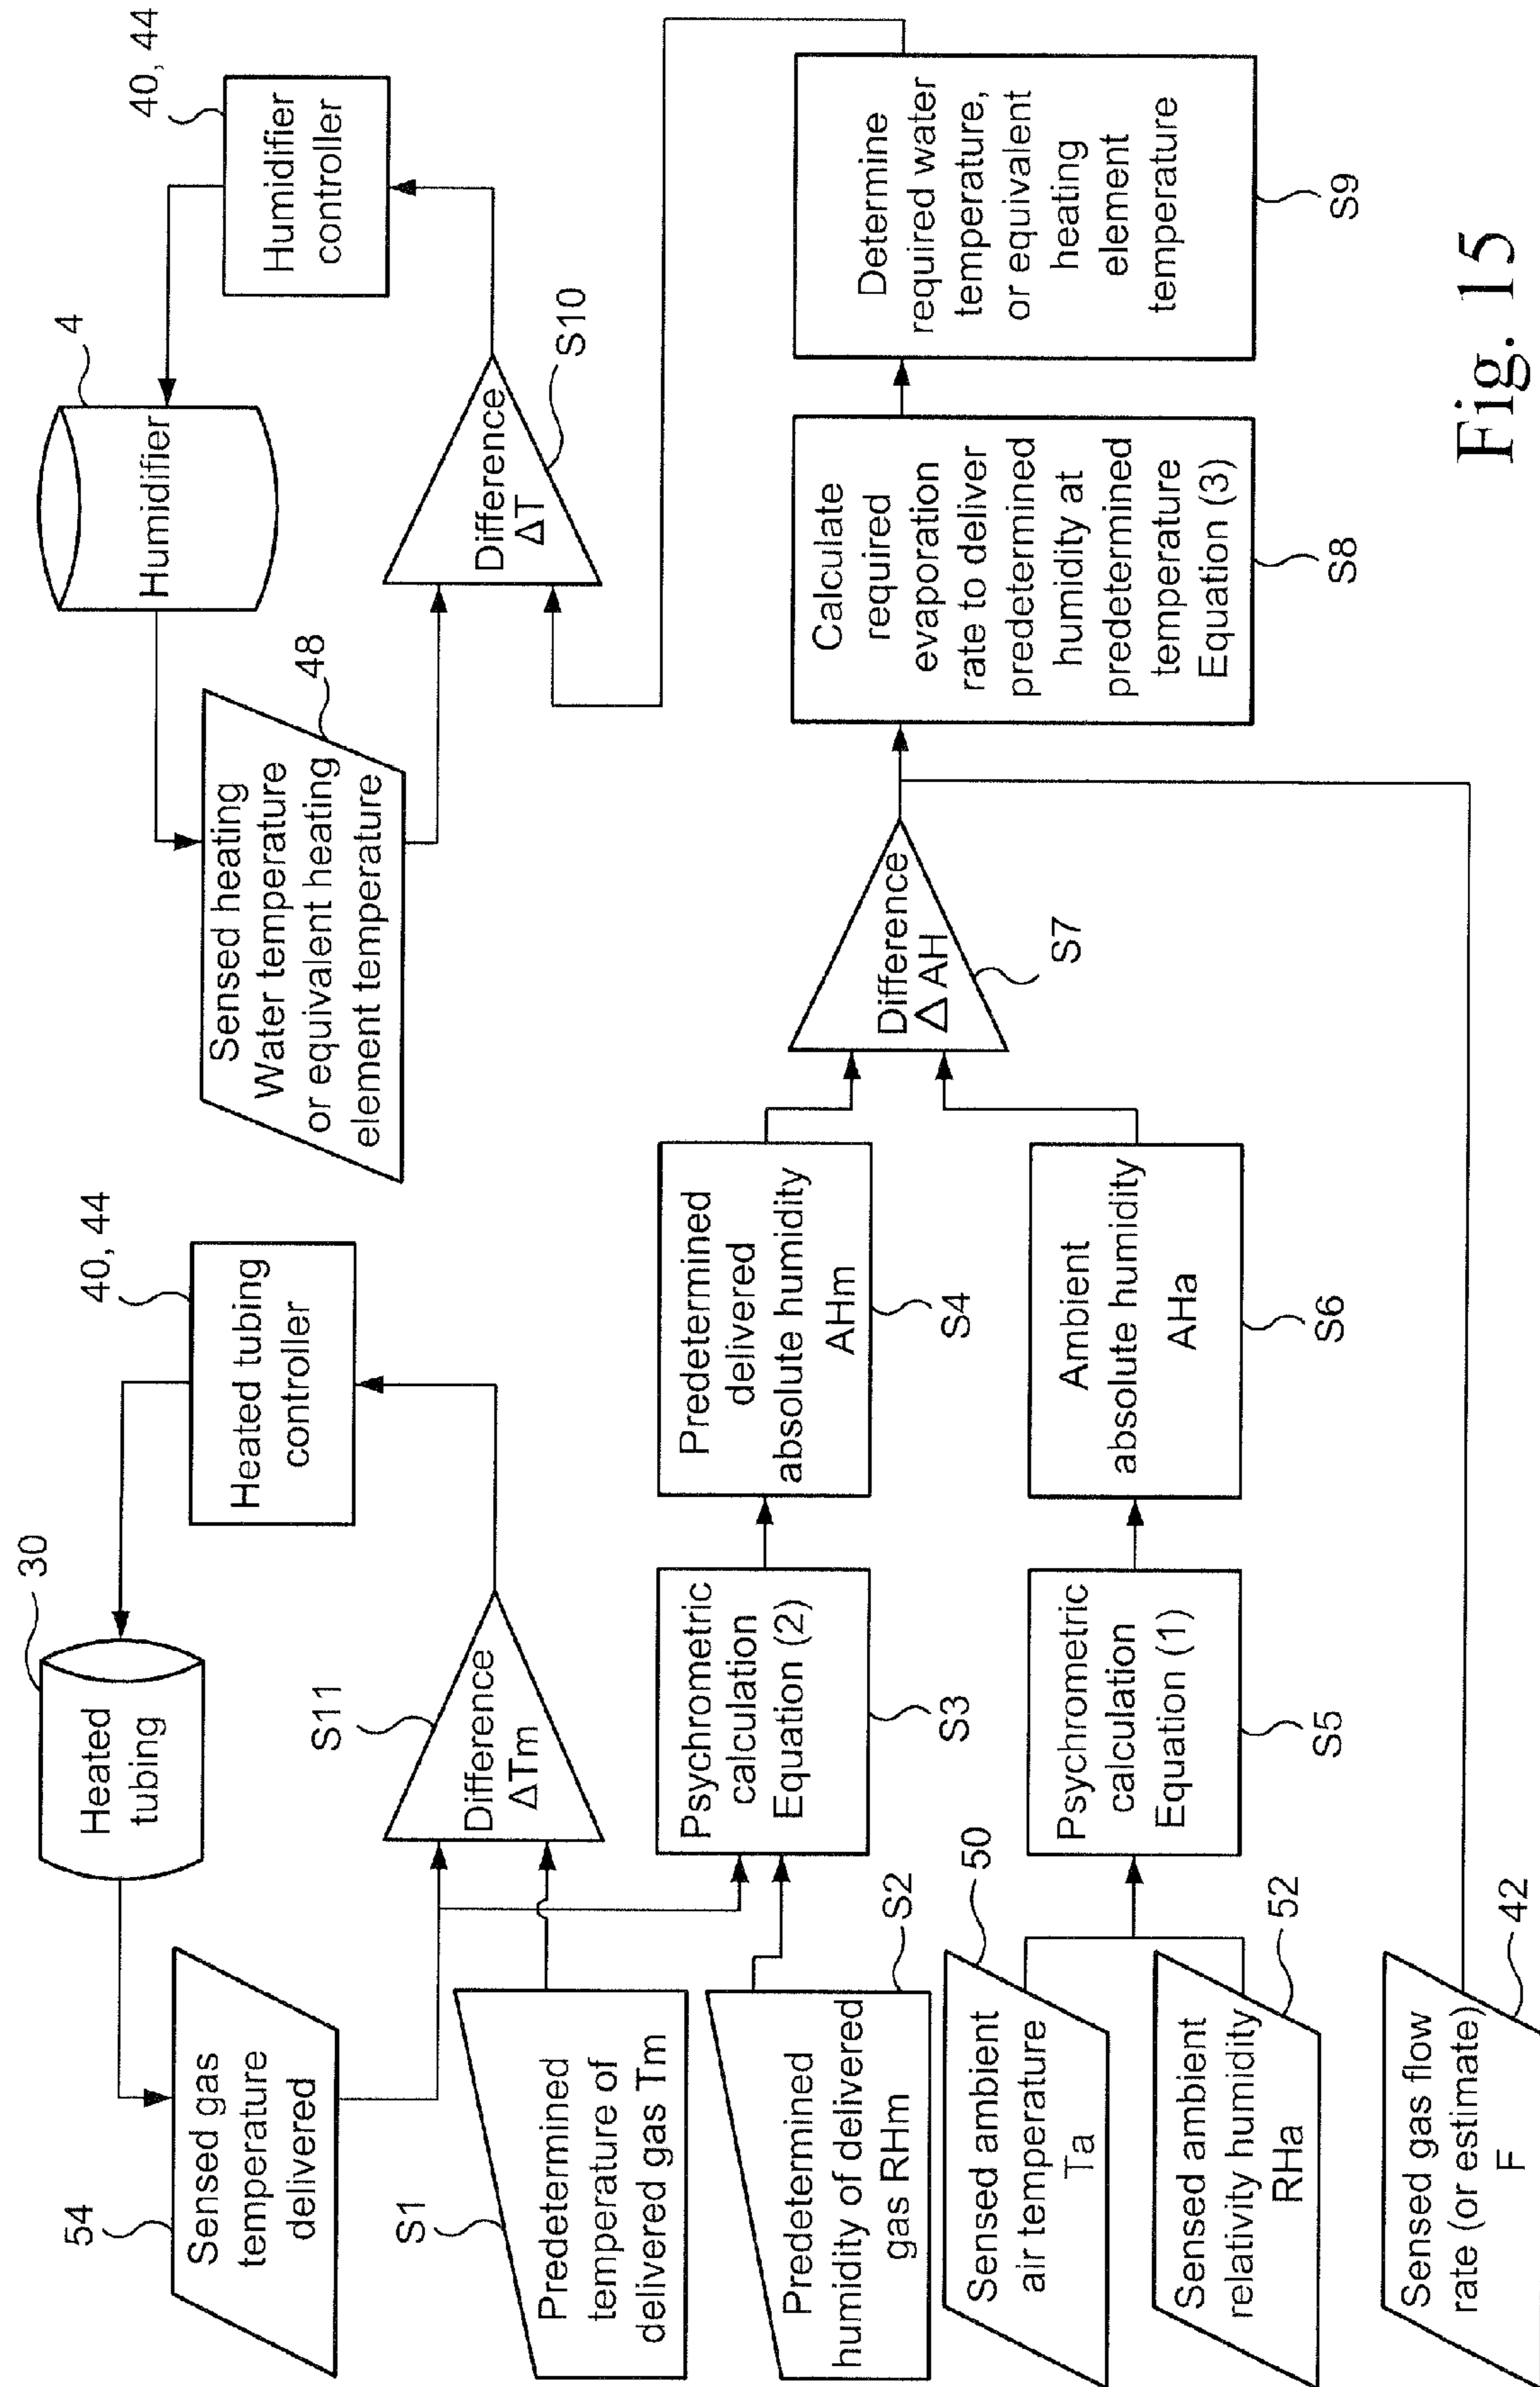 30
Heated
tubing
40, 44
Heated tubing
controller
54
Sensed gas
temperature
delivered
S11
Difference
ΔTm
S1
Predetermined
temperature of
delivered gas Tm
4
Humidifier
40, 44
Humidifier
controller
48
Sensed heating
Water temperature
or equivalent heating
element temperature
Difference
ΔT
S10
Predetermined
humidity of delivered
gas RHm
S2
Psychrometric
calculation
Equation (2)
S3
Predetermined
delivered
absolute humidity
AHm
S4
Sensed ambient
air temperature
Ta
50
Sensed ambient
relativity humidity
RHa
52
Psychrometric
calculation
Equation (1)
S5
Ambient
absolute humidity
AHa
S6
Difference
Δ AH
S7
Calculate
required
evaporation
rate to deliver
predetermined
humidity at
predetermined
temperature
Equation (3)
S8
Determine
required water
temperature,
or equivalent
heating
element
temperature
S9
Sensed gas flow
rate (or estimate)
F
42
Fig. 15